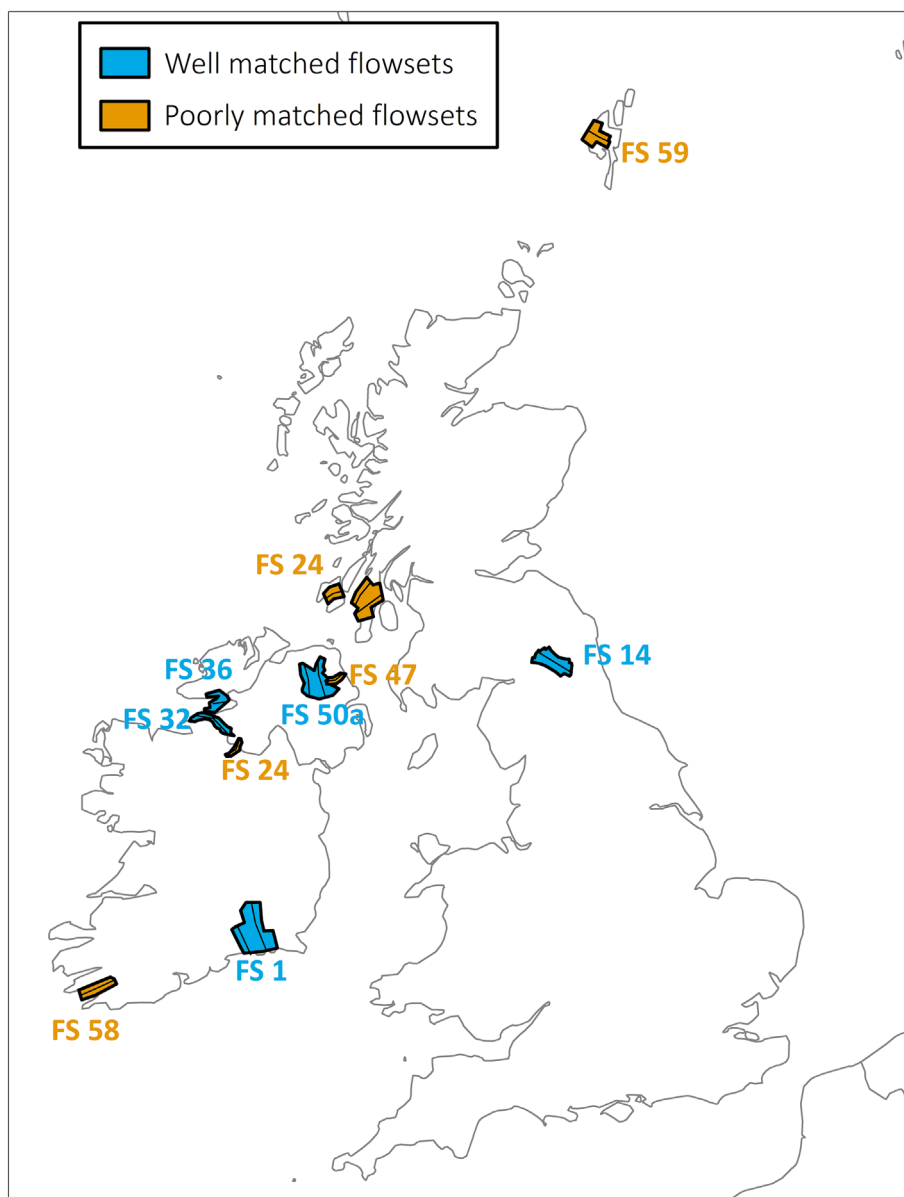 Well matched flowsets
Poorly matched flowsets
FS 59
FS 24
FS 14
FS 36
FS 47
FS 50a
FS 32
FS 24
FS 1
FS 58